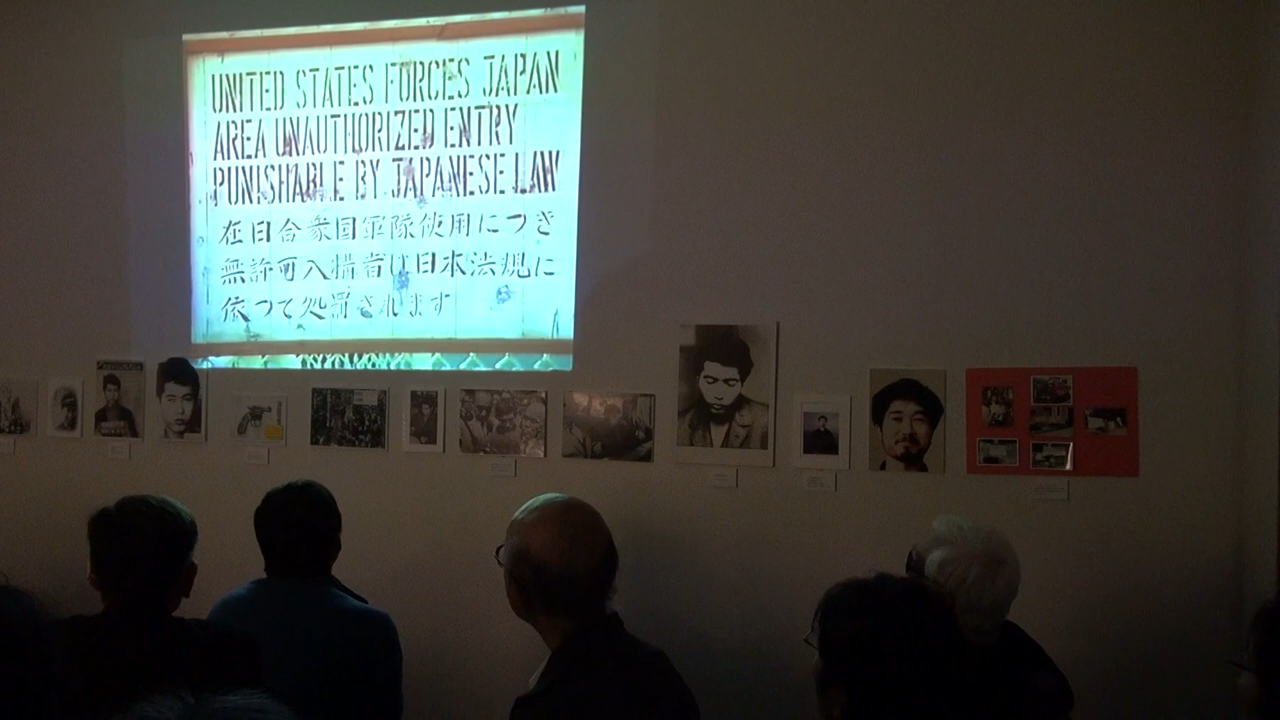 UNITED STATES FORCES JAPAN
AREA UNAUTHORIZED ENTRY
PUNISHABLE BY JAPANESE LAW
在日合衆国軍隊使用につき
無許可入構者は日本法規に
依つて処罰されます